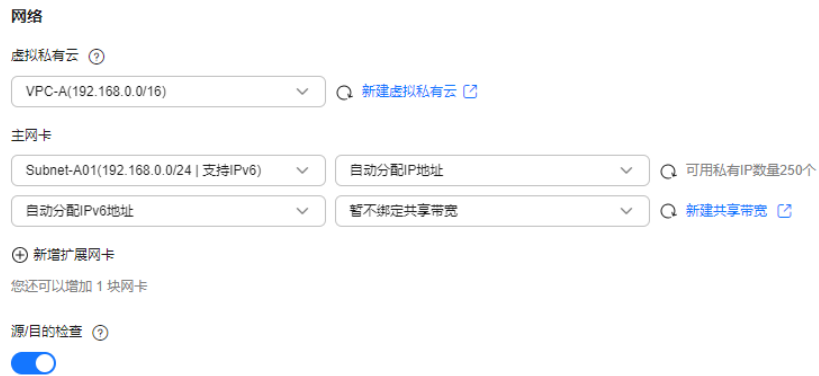 网络
虚拟私有云 ?
VPC-A(192.168.0.0/16) 新建虚拟私有云
主网卡
Subnet-A01(192.168.0.0/24 | 支持IPv6) 自动分配IP地址 可用私有IP数量250个
自动分配IPv6地址 暂不绑定共享带宽 新建共享带宽
新增扩展网卡
您还可以增加 1 块网卡
源/目的检查 ?